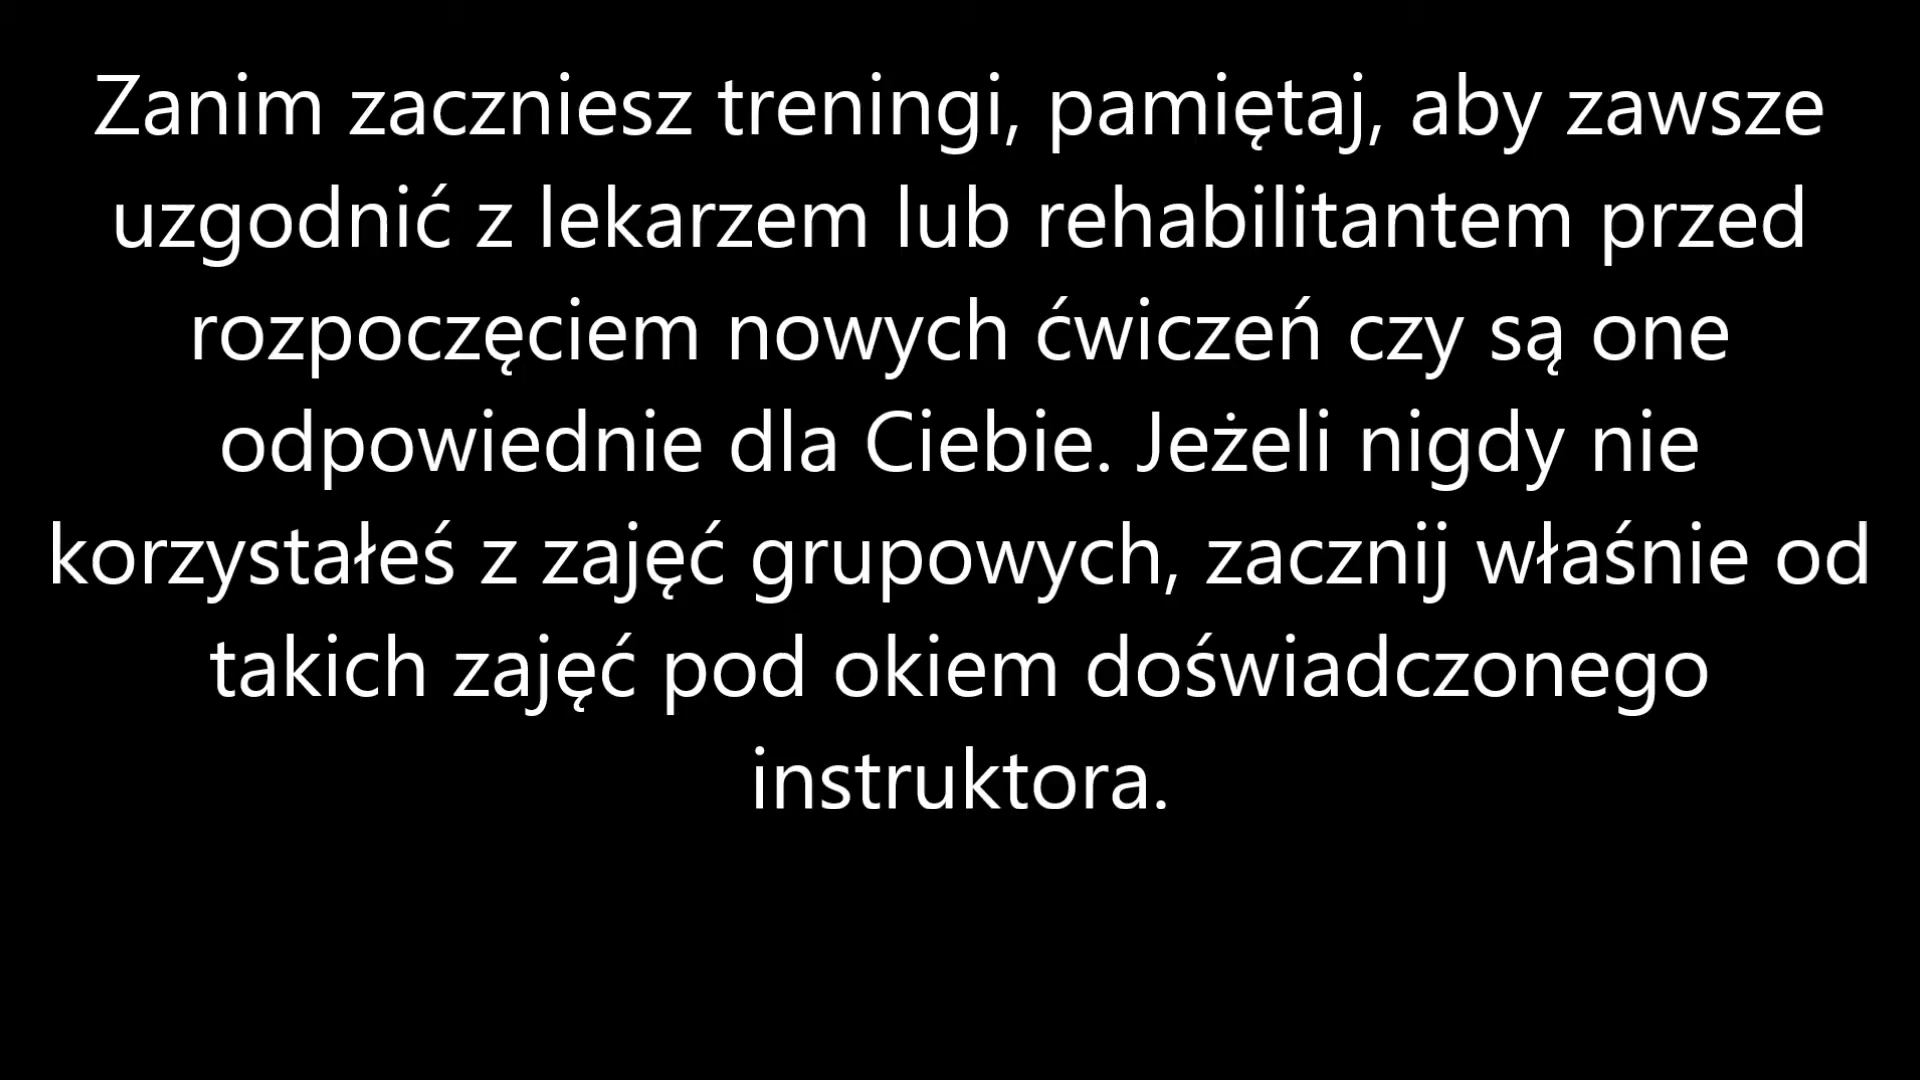 Zanim zaczniesz treningi, pamiętaj, aby zawsze
uzgodnić z lekarzem lub rehabilitantem przed
rozpoczęciem nowych ćwiczeń czy są one
odpowiednie dla Ciebie. Jeżeli nigdy nie
korzystałeś z zajęć grupowych, zacznij właśnie od
takich zajęć pod okiem doświadczonego
instruktora.